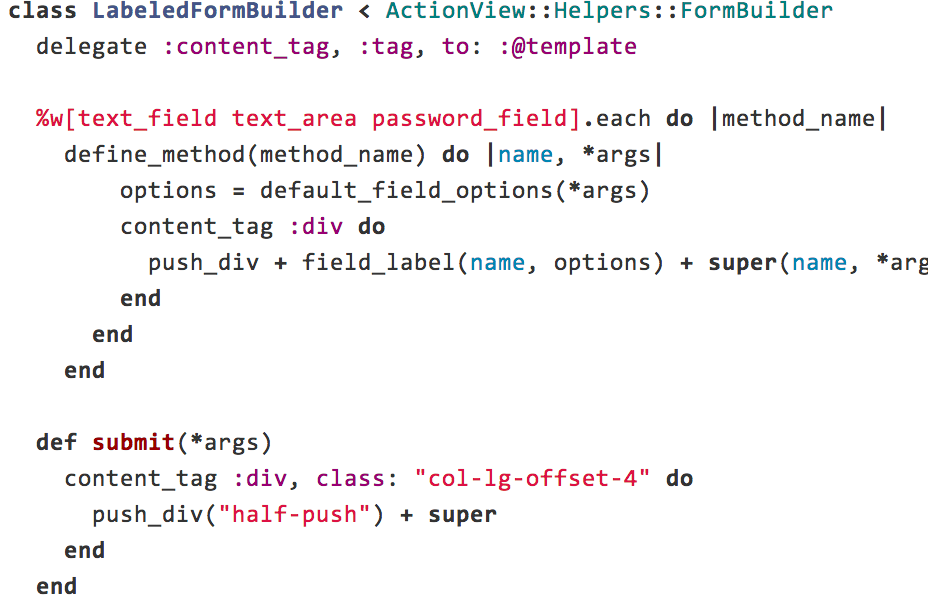 class LabeledFormBuilder < ActionView::Helpers::FormBuilder
  delegate :content_tag, :tag, to: :@template

  %w[text_field text_area password_field].each do |method_name|
    define_method(method_name) do |name, *args|
        options = default_field_options(*args)
        content_tag :div do
          push_div + field_label(name, options) + super(name, *arg
        end
      end
    end

  def submit(*args)
    content_tag :div, class: "col-lg-offset-4" do
      push_div("half-push") + super
    end
  end